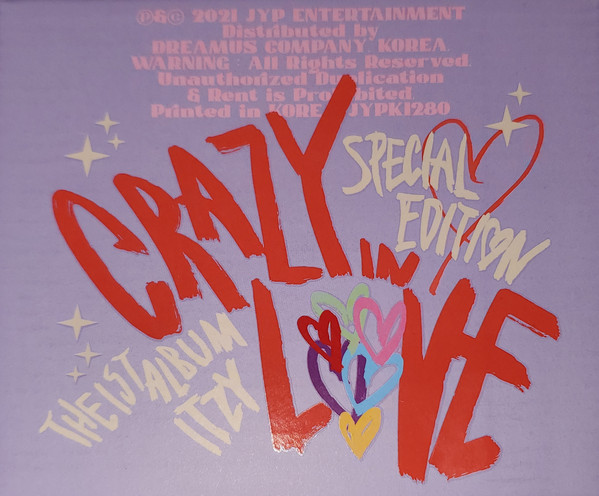 ℗&© 2021 JYP ENTERTAINMENT
Distributed by
DREAMUS COMPANY. KOREA.
WARNING : All Rights Reserved.
Unauthorized Duplication
& Rent is Prohibited.
Printed in KOREA JYPK1280
CRAZY
IN
LOVE
SPECIAL
EDITION
THE 1ST ALBUM
ITZY